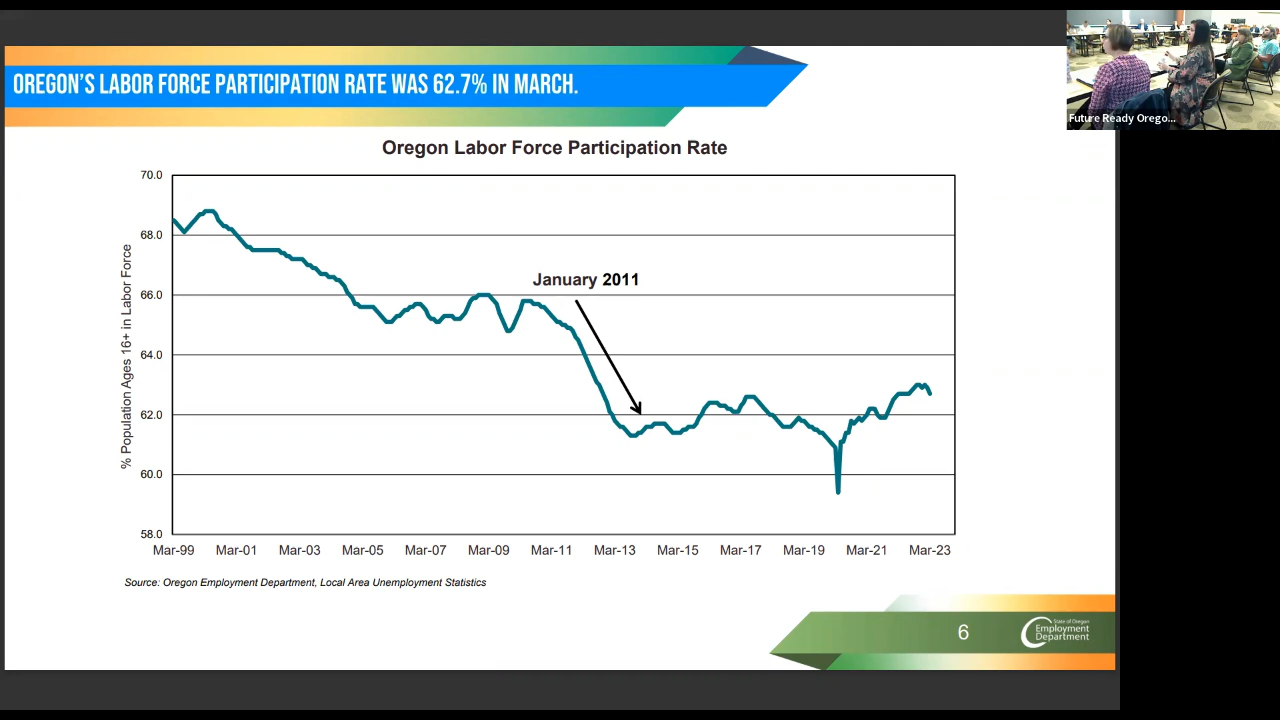 OREGON'S LABOR FORCE PARTICIPATION RATE WAS 62.7% IN MARCH.
Future Ready Orego...
Oregon Labor Force Participation Rate
% Population Ages 16+ in Labor Force
70.0
68.0
66.0
64.0
62.0
60.0
58.0
January 2011
Mar-99 Mar-01 Mar-03 Mar-05 Mar-07 Mar-09 Mar-11 Mar-13 Mar-15 Mar-17 Mar-19 Mar-21 Mar-23
Source: Oregon Employment Department, Local Area Unemployment Statistics
6
State of Oregon
Employment
Department